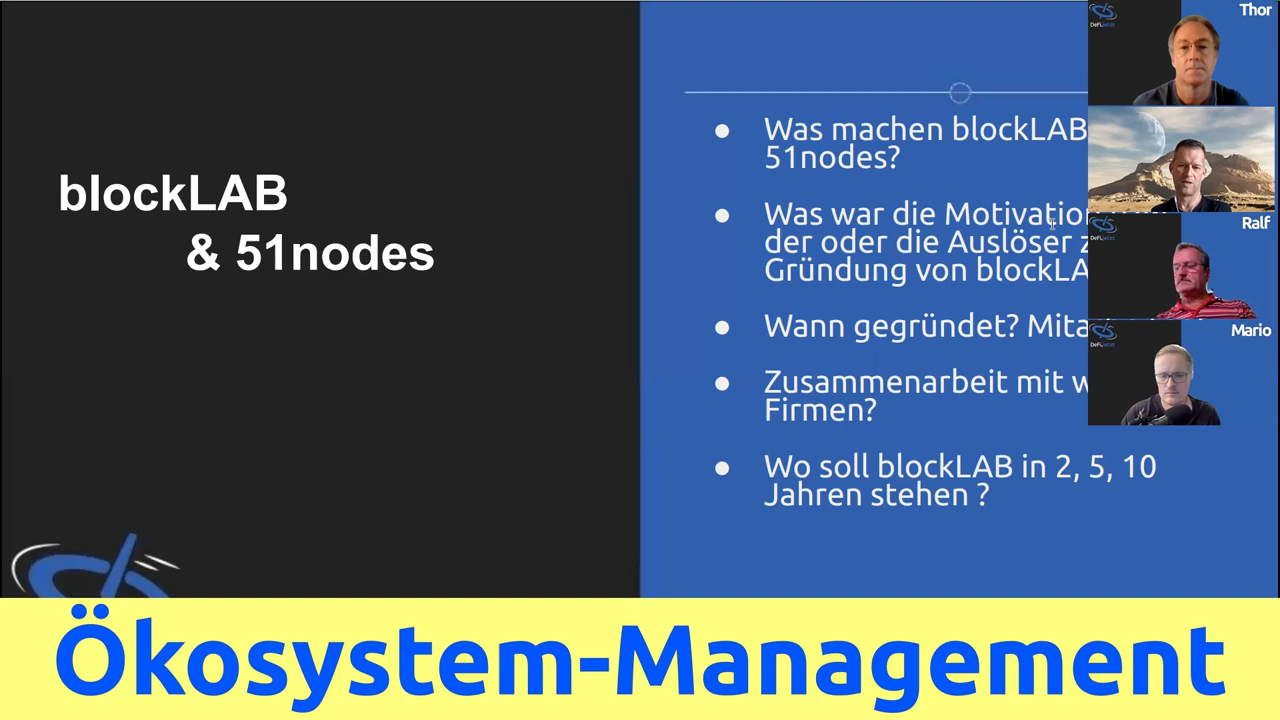 blockLAB
& 51nodes
Was machen blockLAB
51nodes?
Was war die Motivation
der oder die Auslöser z
Gründung von blockLA
Wann gegründet? Mita
Zusammenarbeit mit w
Firmen?
Wo soll blockLAB in 2, 5, 10
Jahren stehen ?
Thor
Ralf
Mario
Ökosystem-Management